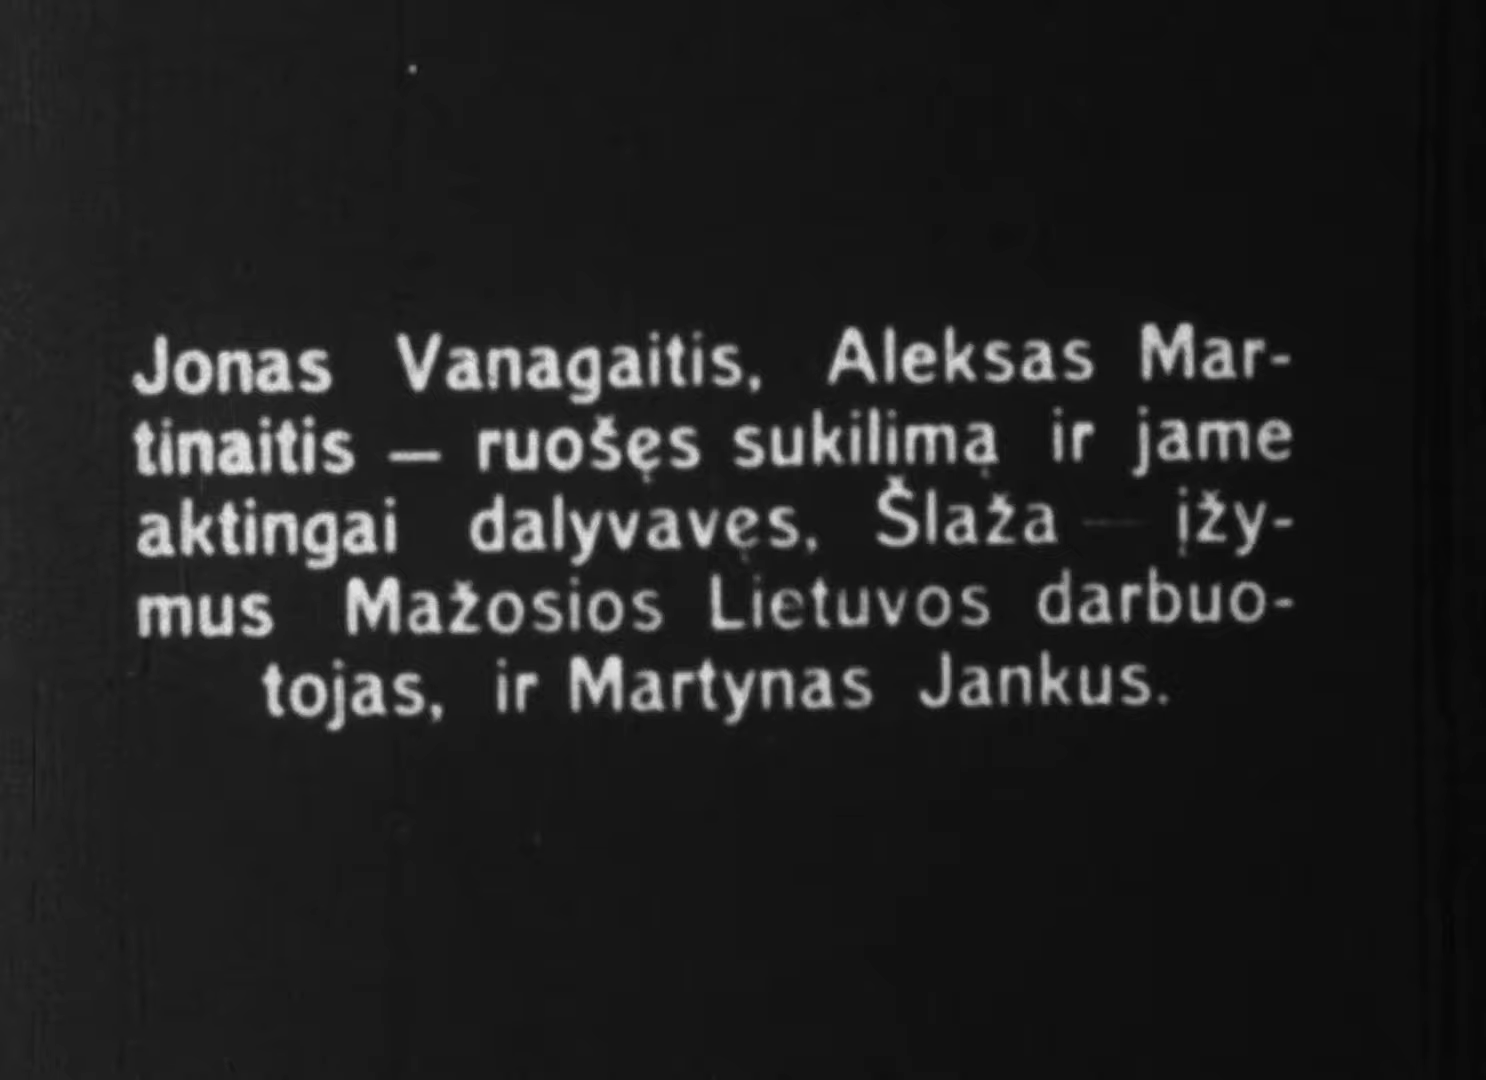 Jonas Vanagaitis, Aleksas Mar-
tinaitis — ruošęs sukilimą ir jame
aktingai dalyvavęs, Šlaža — įžy-
mus Mažosios Lietuvos darbuo-
tojas, ir Martynas Jankus.